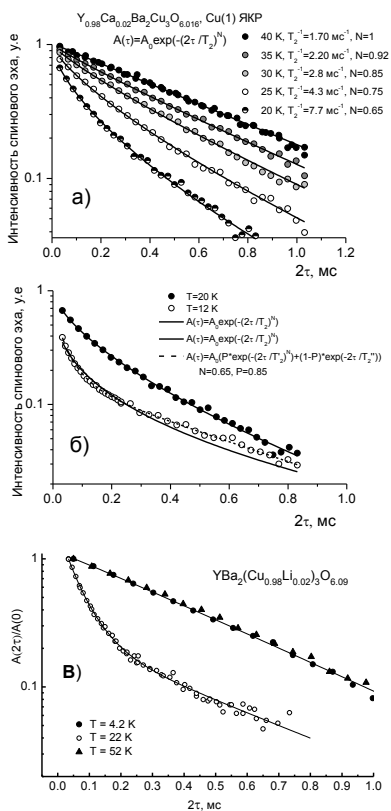 Y0.98Ca0.02Ba2Cu3O6.016, Cu(1) ЯКР
A(τ)=A0exp(-(2τ /T2)^N)
40 K, T2^-1=1.70 мс^-1, N=1
35 K, T2^-1=2.20 мс^-1, N=0.92
30 K, T2^-1=2.8 мс^-1, N=0.85
25 K, T2^-1=4.3 мс^-1, N=0.75
20 K, T2^-1=7.7 мс^-1, N=0.65
Интенсивность спинового эха, у.е
1
0.1
а)
0.0 0.2 0.4 0.6 0.8 1.0 1.2
2τ, мс
T=20 K
T=12 K
A(τ)=A0exp(-(2τ /T2)^N)
A(τ)=A0exp(-(2τ /T2)^N)
A(τ)=A0(P*exp(-(2τ /T'2)^N)+(1-P)*exp(-2τ /T2''))
N=0.65, P=0.85
Интенсивность спинового эха, у.е
1
0.1
б)
0.0 0.2 0.4 0.6 0.8 1.0
2τ, мс
YBa2(Cu0.98Li0.02)3O6.09
A(2τ)/A(0)
1
0.1
в)
T = 4.2 K
T = 22 K
T = 52 K
0.0 0.1 0.2 0.3 0.4 0.5 0.6 0.7 0.8 0.9 1.0
2τ, мс